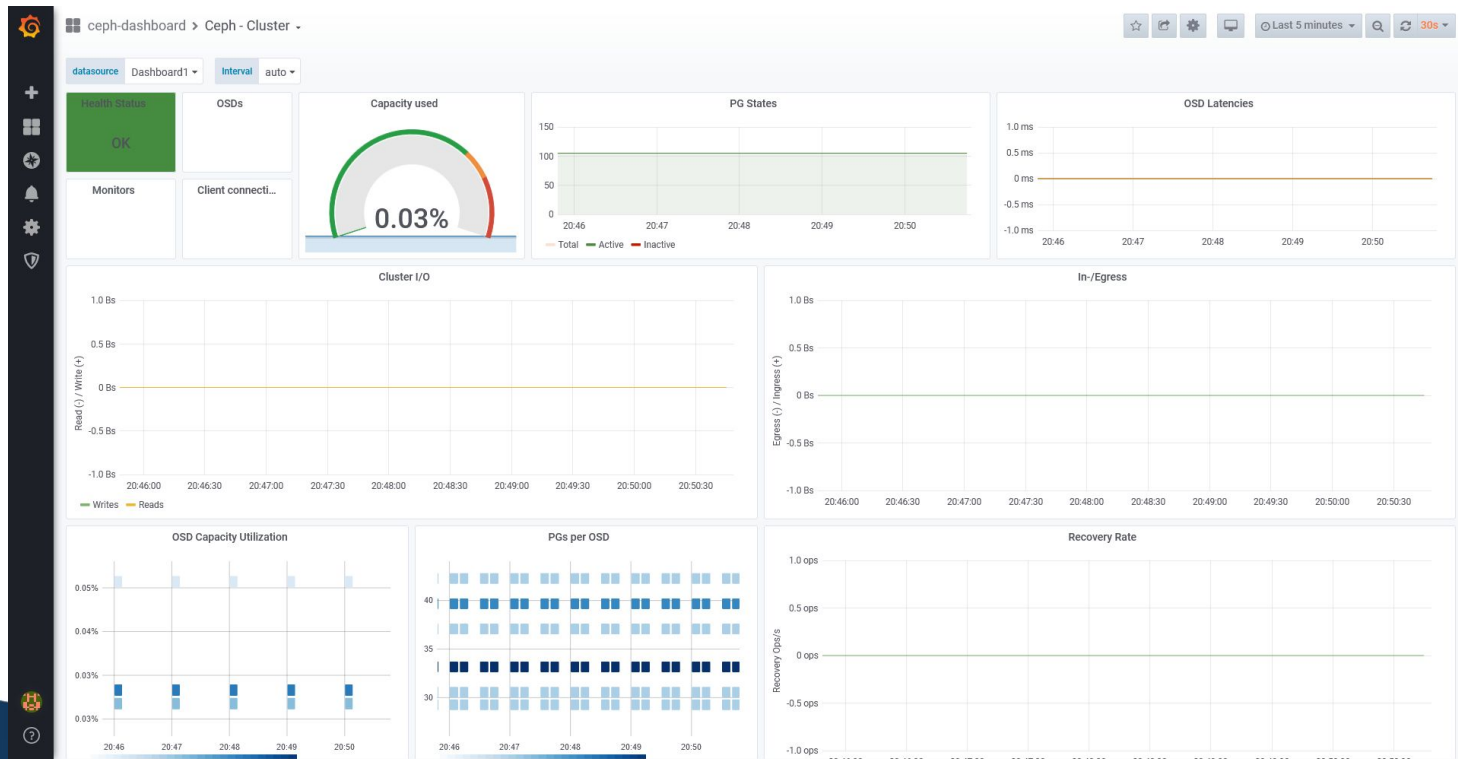 ceph-dashboard > Ceph - Cluster
Last 5 minutes
30s
datasource Dashboard1
Interval auto
Health Status
OK
OSDs
Monitors
Client connecti...
Capacity used
0.03%
PG States
150
100
50
0
20:46 20:47 20:48 20:49 20:50
Total Active Inactive
OSD Latencies
1.0 ms
0.5 ms
0 ms
-0.5 ms
-1.0 ms
20:46 20:47 20:48 20:49 20:50
Cluster I/O
Read (-) / Write (+)
1.0 Bs
0.5 Bs
0 Bs
-0.5 Bs
-1.0 Bs
20:46:00 20:46:30 20:47:00 20:47:30 20:48:00 20:48:30 20:49:00 20:49:30 20:50:00 20:50:30
Writes Reads
In-/Egress
Egress (-) / Ingress (+)
1.0 Bs
0.5 Bs
0 Bs
-0.5 Bs
-1.0 Bs
20:46:00 20:46:30 20:47:00 20:47:30 20:48:00 20:48:30 20:49:00 20:49:30 20:50:00 20:50:30
OSD Capacity Utilization
0.05%
0.04%
0.03%
0.03%
20:46 20:47 20:48 20:49 20:50
PGs per OSD
40
35
30
20:46 20:47 20:48 20:49 20:50
Recovery Rate
Recovery Ops/s
1.0 ops
0.5 ops
0 ops
-0.5 ops
-1.0 ops